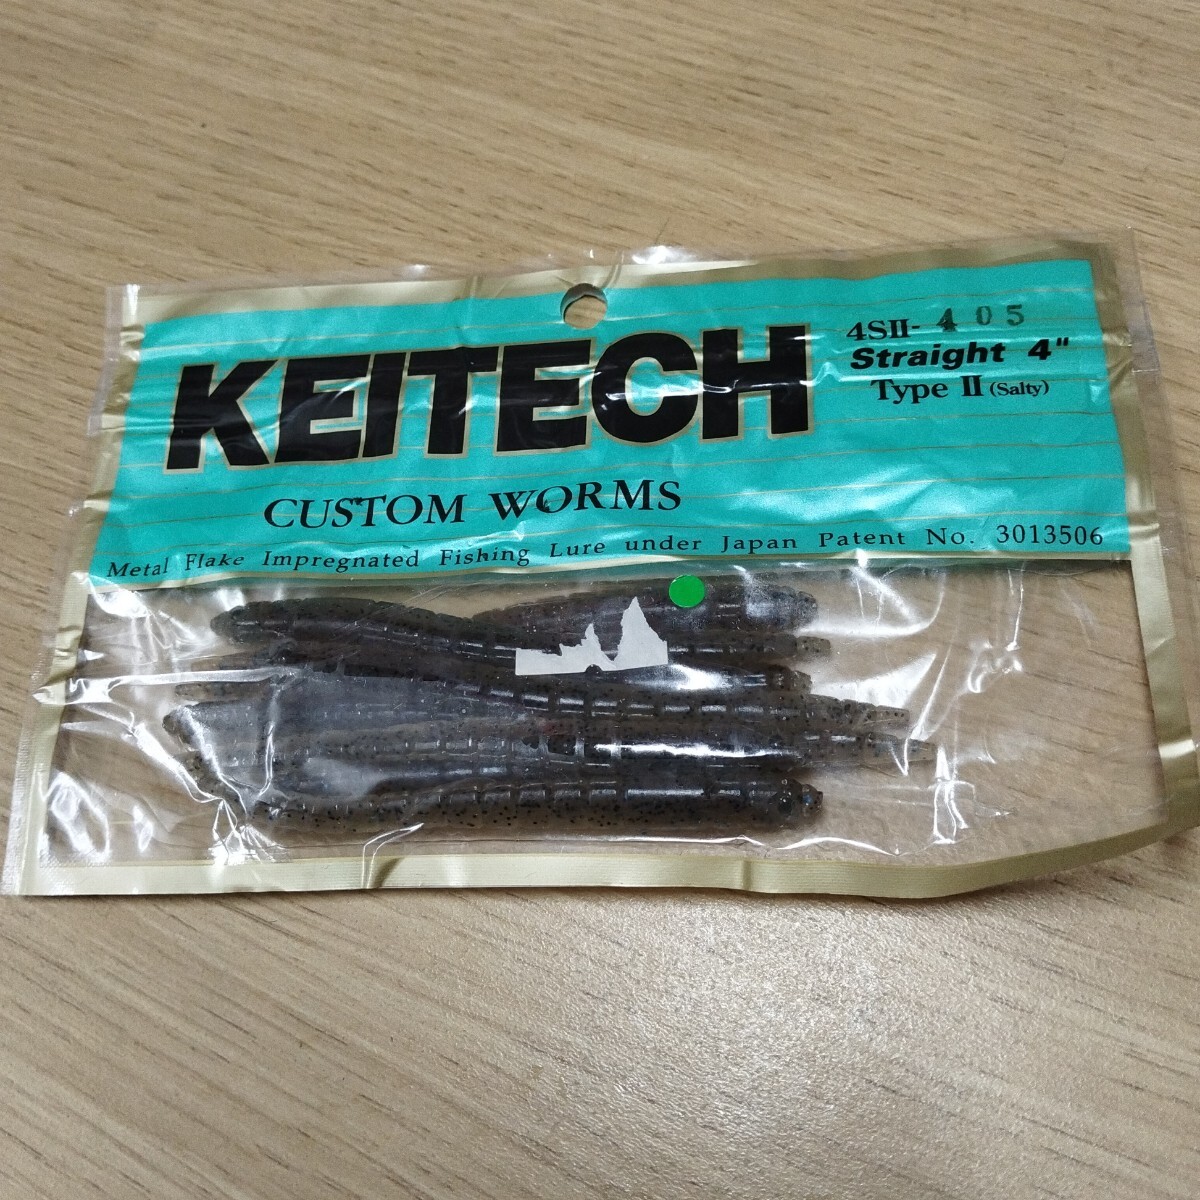 KEITECH
4SII-405
Straight 4"
Type II (Salty)
CUSTOM WORMS
Metal Flake Impregnated Fishing Lure under Japan Patent No. 3013506